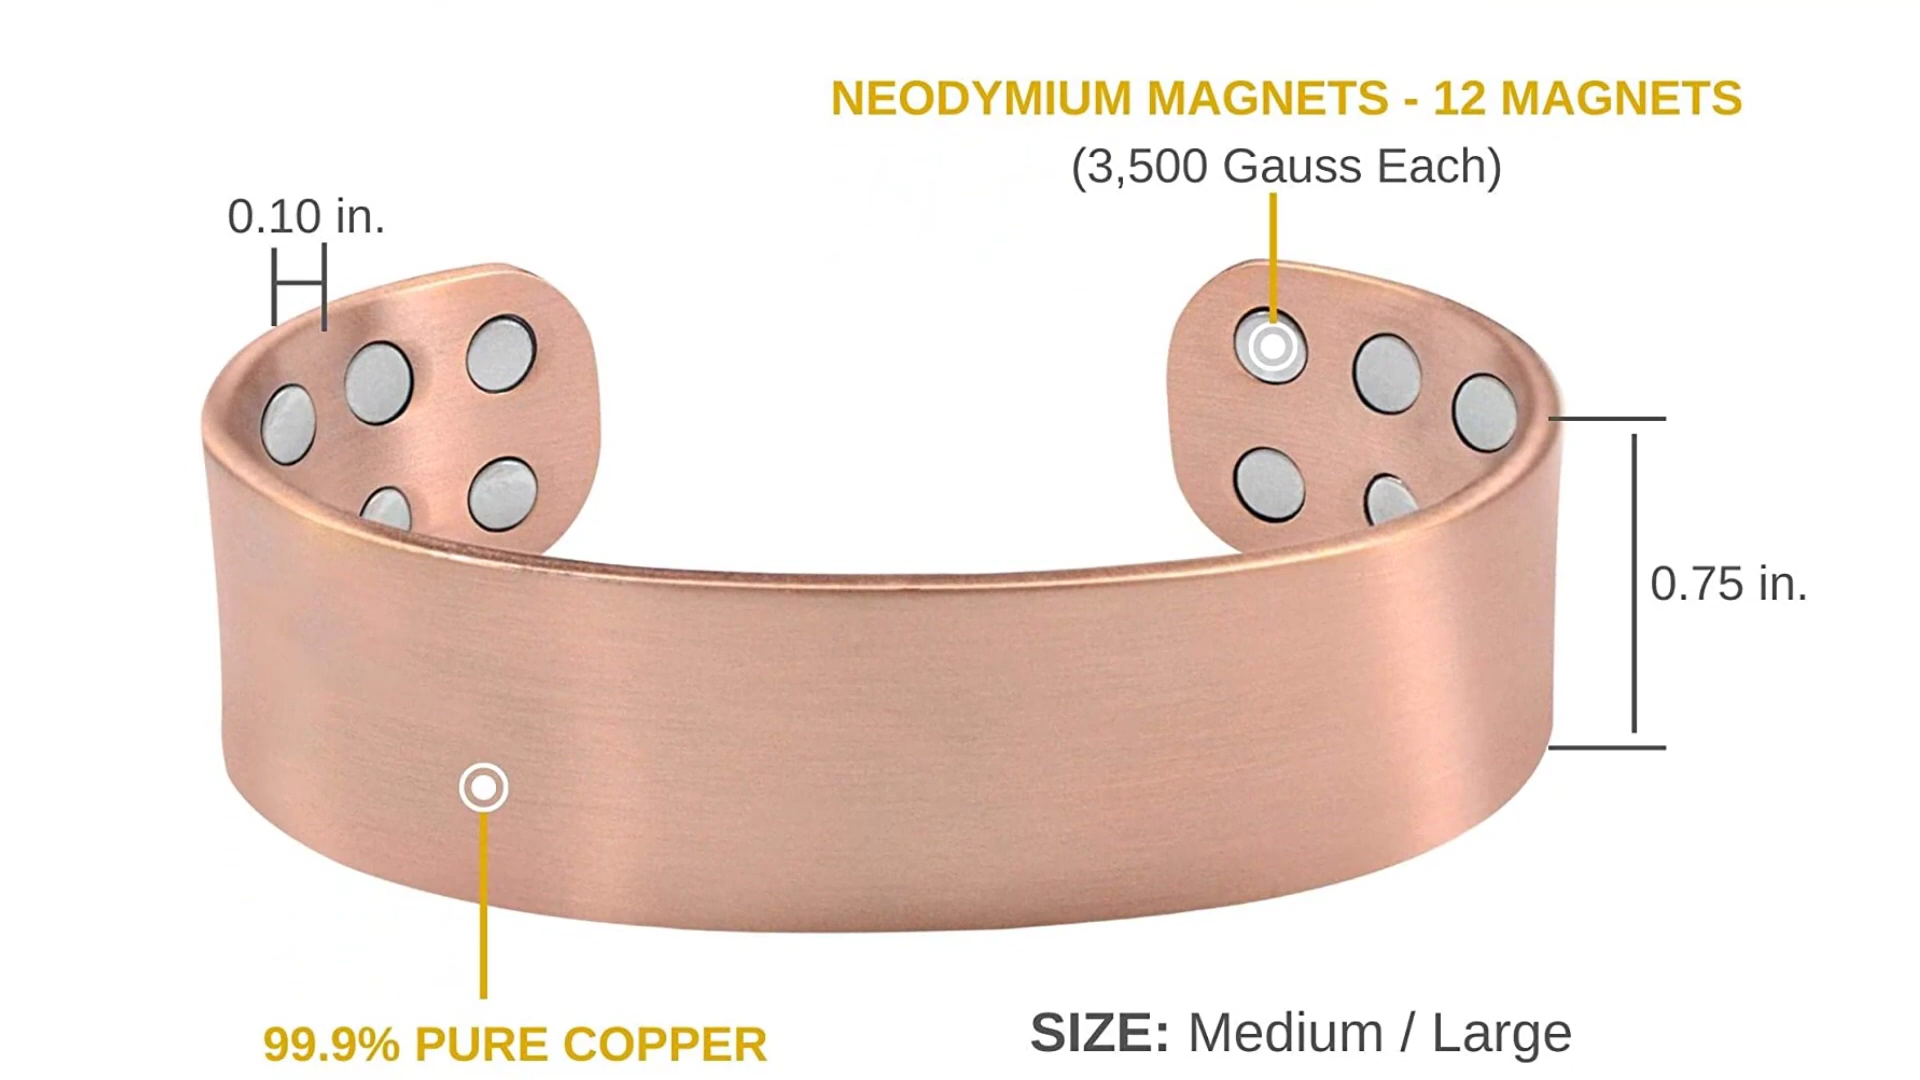 NEODYMIUM MAGNETS - 12 MAGNETS
(3,500 Gauss Each)
0.10 in.
0.75 in.
99.9% PURE COPPER
SIZE: Medium / Large